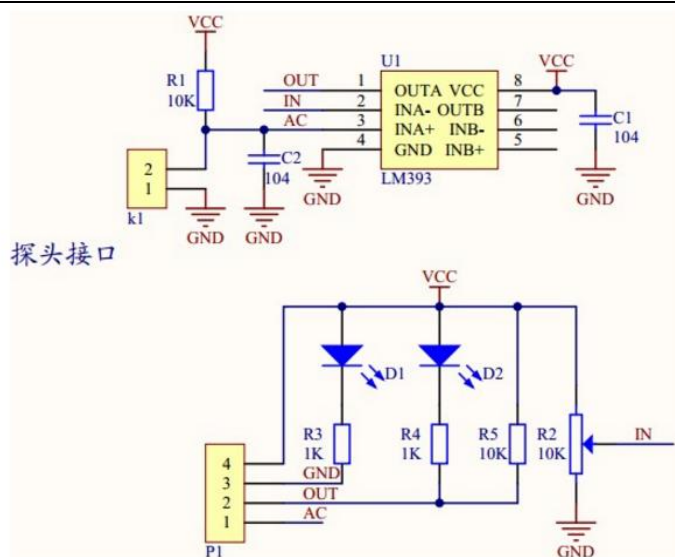 VCC
R1
10K
OUT
IN
AC
1
2
3
4
U1
OUTA VCC
INA- OUTB
INA+ INB-
GND INB+
LM393
8
7
6
5
VCC
C1
104
GND
C2
104
GND
GND
GND
2
1
k1
探头接口
VCC
D1
D2
R3
1K
R4
1K
R5
10K
R2
10K
IN
4
3
2
1
GND
OUT
AC
P1
GND